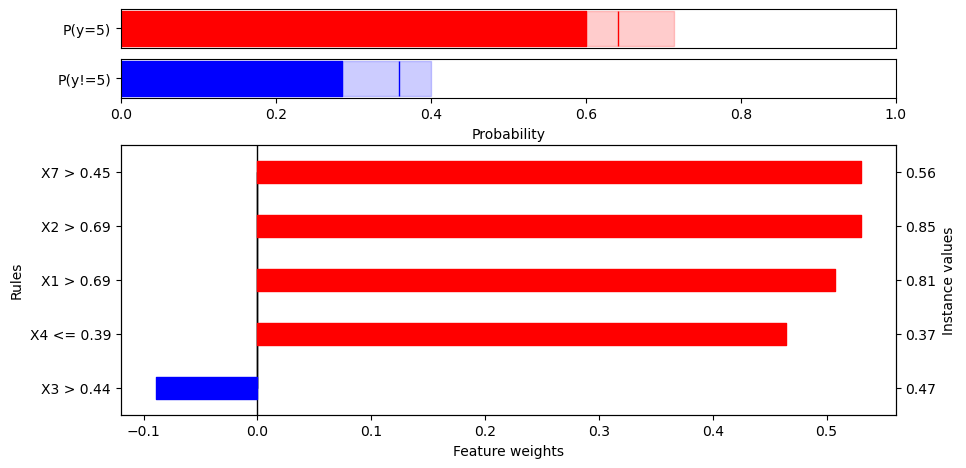 P(y=5)
P(y!=5)
0.0 0.2 0.4 0.6 0.8 1.0
Probability
X7 > 0.45 0.56
X2 > 0.69 0.85
X1 > 0.69 0.81
X4 <= 0.39 0.37
X3 > 0.44 0.47
Rules
Instance values
−0.1 0.0 0.1 0.2 0.3 0.4 0.5
Feature weights